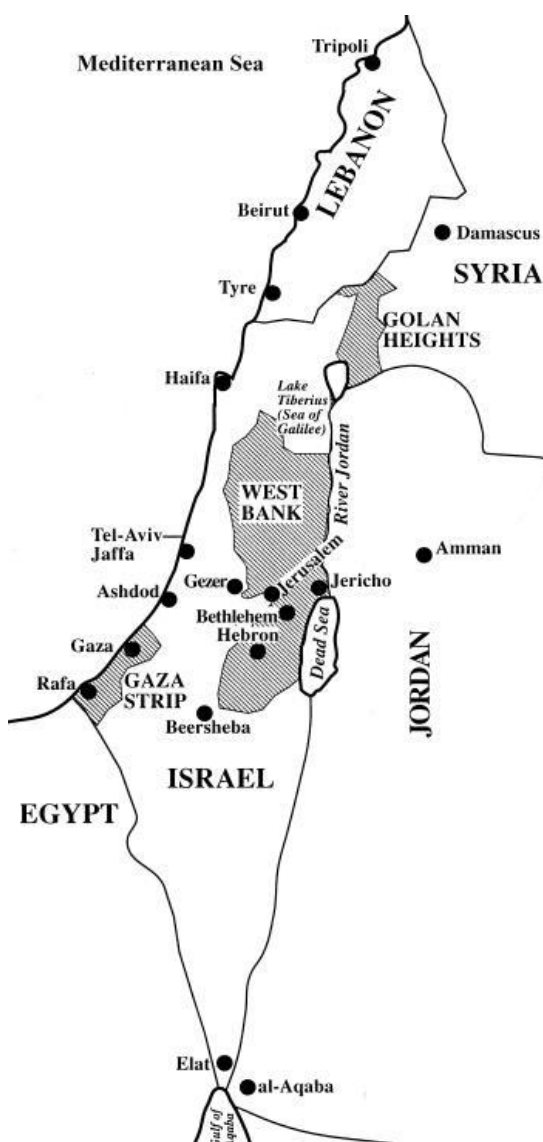 Tripoli
Mediterranean Sea
LEBANON
Beirut
Damascus
SYRIA
Tyre
GOLAN
HEIGHTS
Haifa
Lake
Tiberius
(Sea of
Galilee)
River Jordan
WEST
BANK
Tel-Aviv
Jaffa
Amman
Gezer
Jerusalem
Jericho
Ashdod
Bethlehem
Hebron
Dead Sea
Gaza
GAZA
STRIP
Rafa
JORDAN
Beersheba
ISRAEL
EGYPT
Elat
al-Aqaba
Gulf of